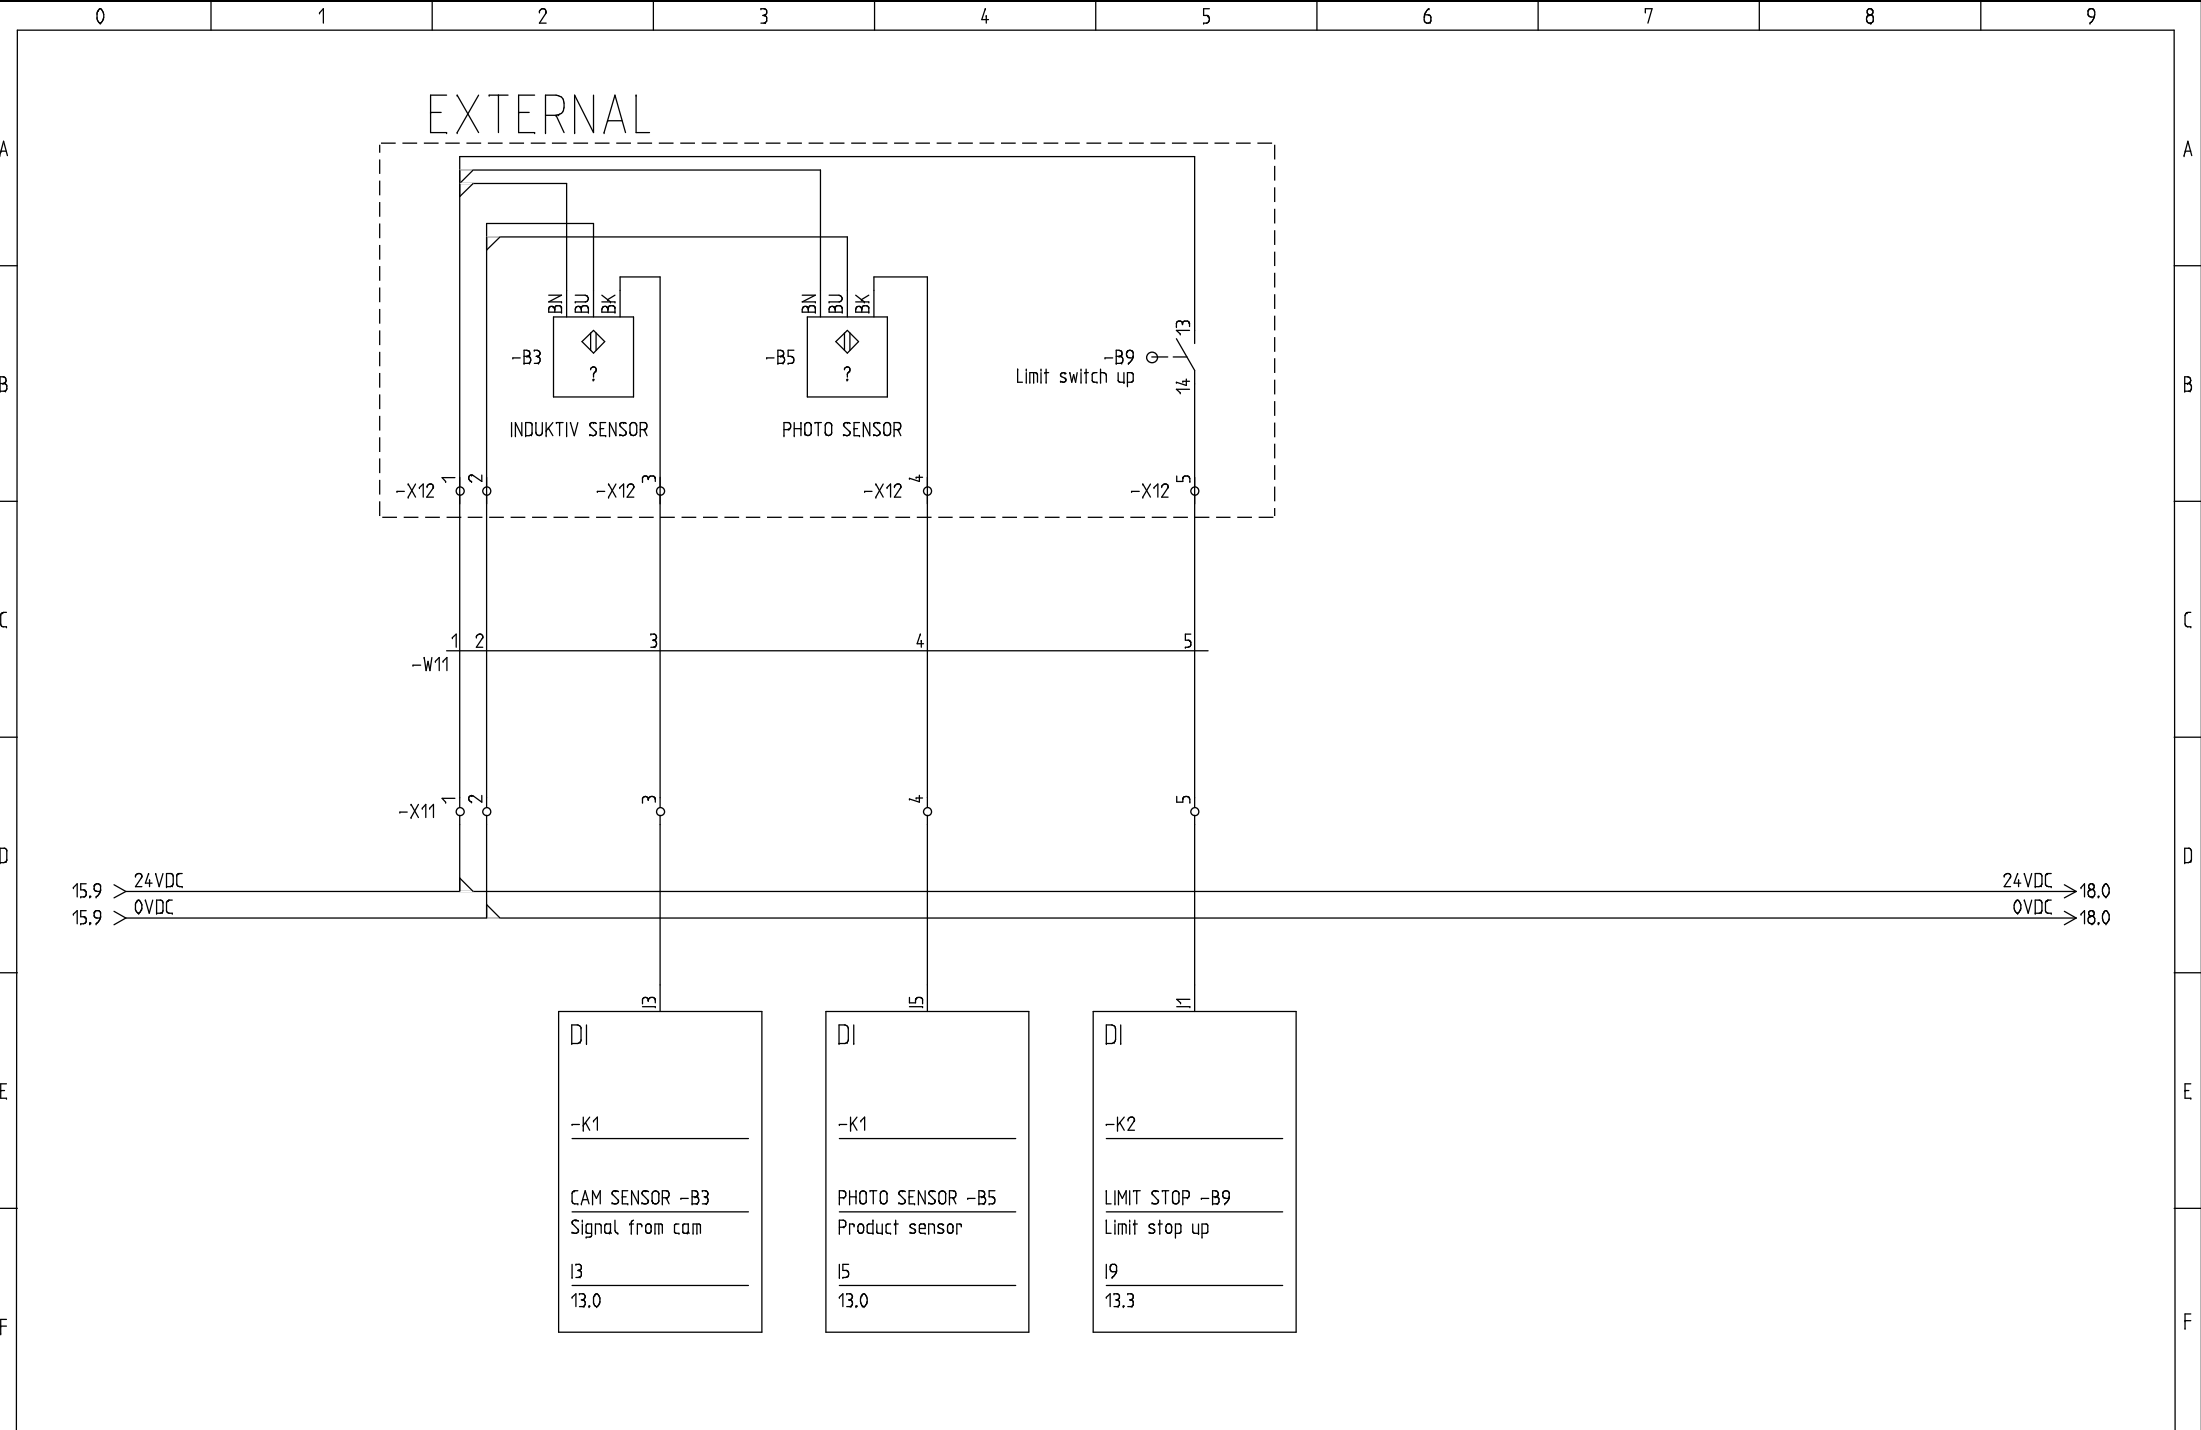 0 1 2 3 4 5 6 7 8 9
EXTERNAL
A A
BN BU BK BN BU BK
13
-B3 ? -B5 ? -B9
Limit switch up
14
B B
INDUKTIV SENSOR PHOTO SENSOR
-X12 1 2 -X12 3 -X12 4 -X12 5
C C
1 2 3 4 5
-W11
-X11 1 2 3 4 5
D D
15.9 24VDC 24VDC 18.0
15.9 0VDC 0VDC 18.0
I3 I5 I1
DI DI DI
E E
-K1 -K1 -K2
CAM SENSOR -B3 PHOTO SENSOR -B5 LIMIT STOP -B9
Signal from cam Product sensor Limit stop up
I3 I5 I9
13.0 13.0 13.3
F F